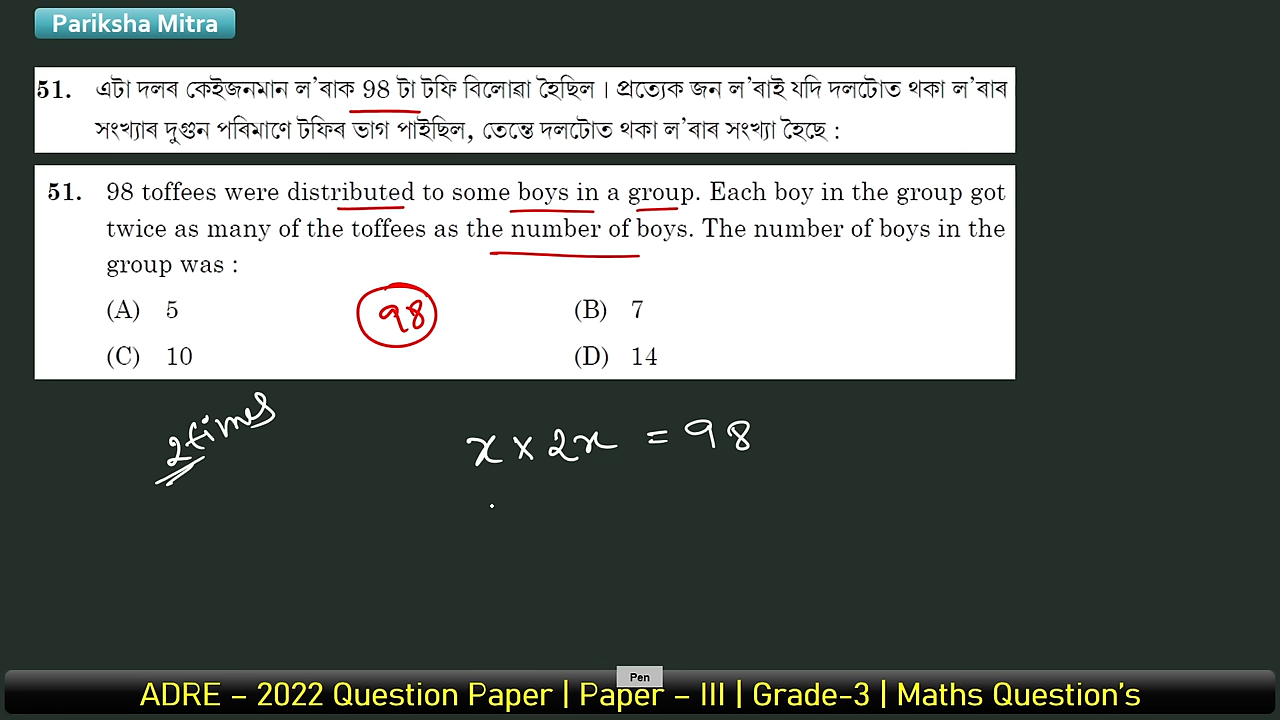 Pariksha Mitra
51. এটা দলৰ কেইজনমান ল'ৰাক 98 টা টফি বিলোৱা হৈছিল। প্ৰত্যেক জন ল'ৰাই যদি দলটোত থকা ল'ৰাৰ
সংখ্যাৰ দুগুন পৰিমাণে টফিৰ ভাগ পাইছিল, তেন্তে দলটোত থকা ল'ৰাৰ সংখ্যা হৈছে :
51. 98 toffees were distributed to some boys in a group. Each boy in the group got
twice as many of the toffees as the number of boys. The number of boys in the
group was :
(A) 5 (B) 7
98
(C) 10 (D) 14
2 times
x × 2x = 98
Pen
ADRE – 2022 Question Paper | Paper – III | Grade-3 | Maths Question's